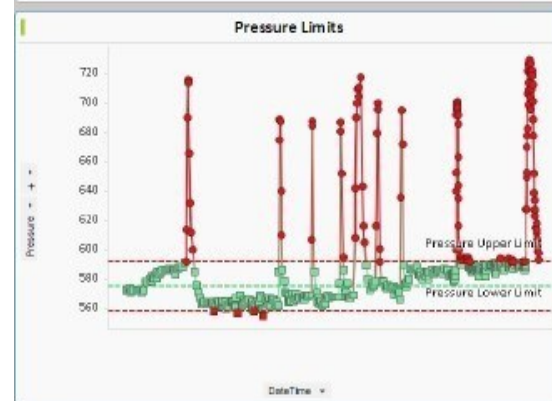 Pressure Limits
720
700
680
660
640
620
600
580
560
Pressure
+
Pressure Upper Limit
Pressure Lower Limit
DateTime